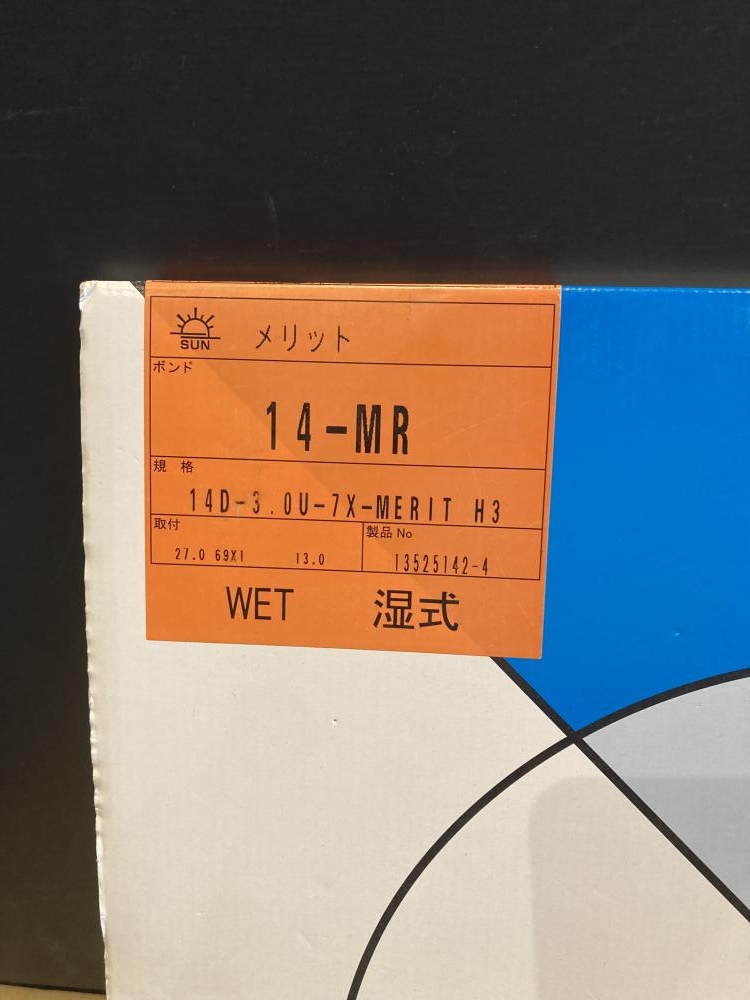 SUN メリット
ボンド
14-MR
規格
14D-3.0U-7X-MERIT H3
取付
27.0 69X1 13.0
製品No
13525142-4
WET 湿式